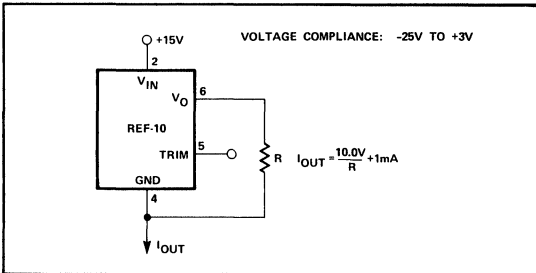 +15V
VOLTAGE COMPLIANCE: -25V TO +3V
2
VIN
VO
6
REF-10
TRIM
5
R
IOUT = 10.0V/R + 1mA
GND
4
IOUT